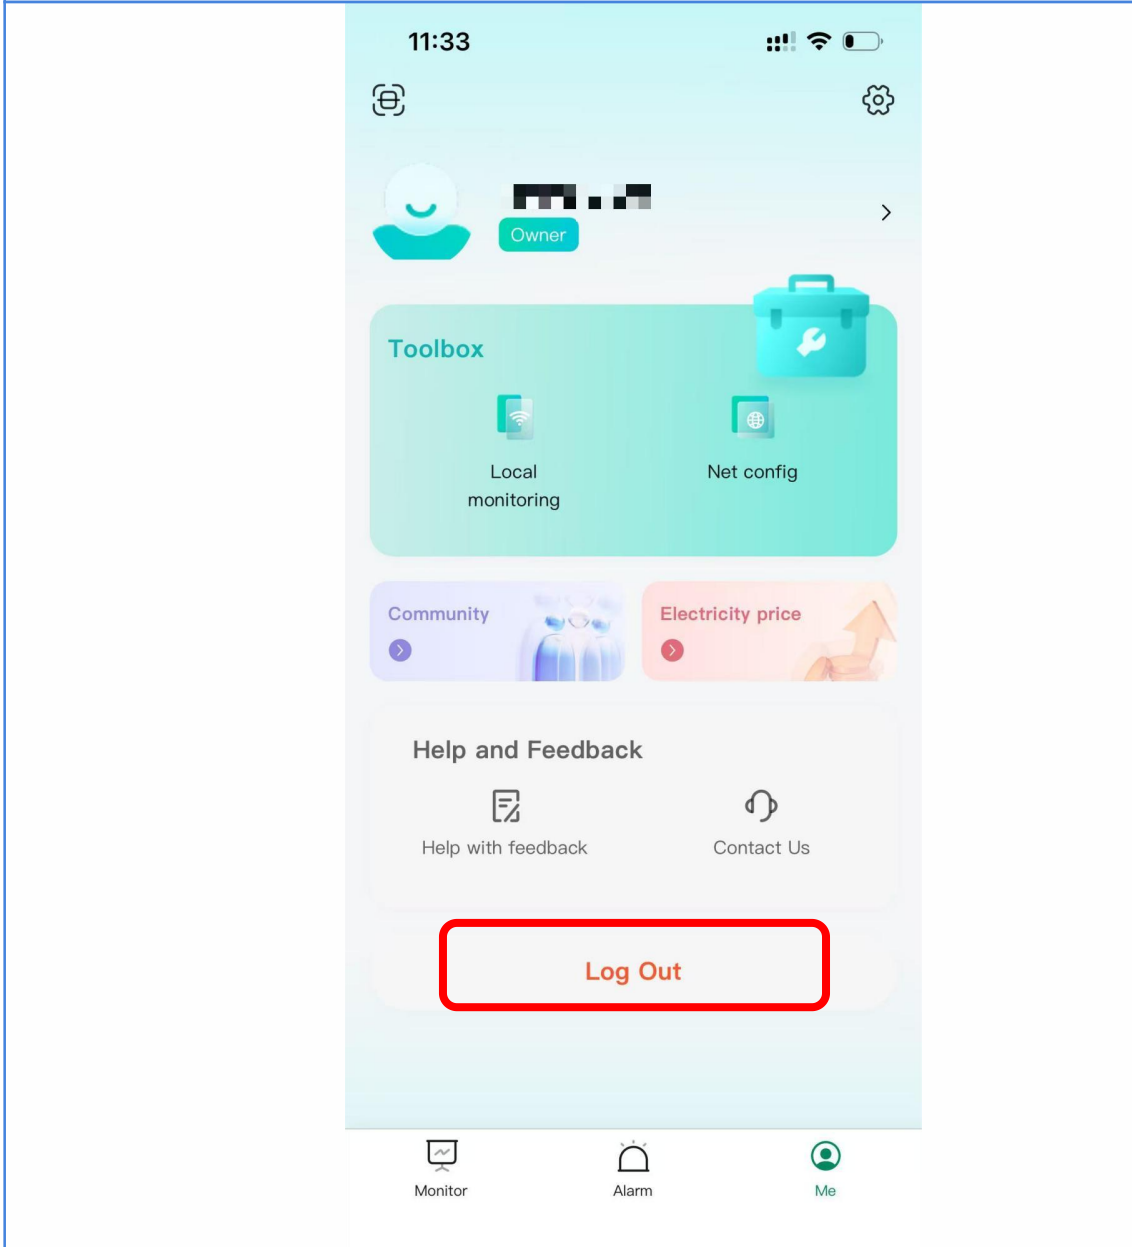 11:33
Owner
Toolbox
Local
monitoring
Net config
Community
Electricity price
Help and Feedback
Help with feedback
Contact Us
Log Out
Monitor
Alarm
Me